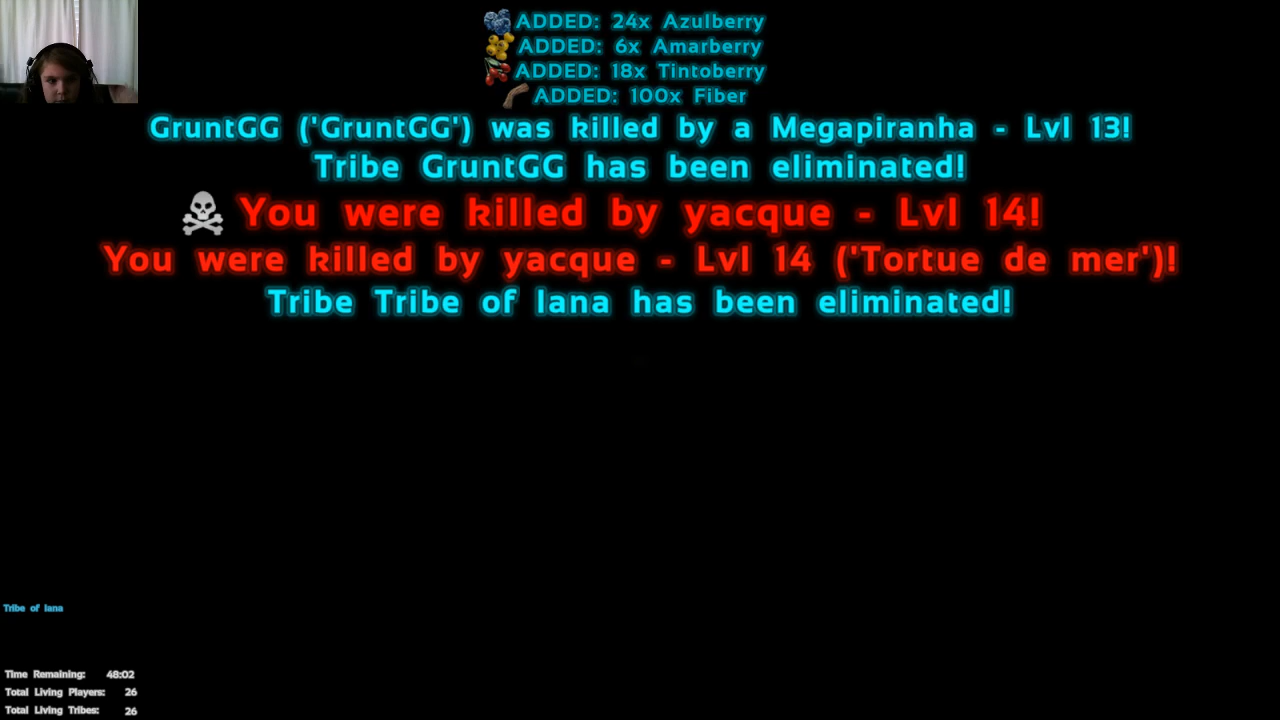 ADDED: 24x Azulberry
ADDED: 6x Amarberry
ADDED: 18x Tintoberry
ADDED: 100x Fiber
GruntGG ('GruntGG') was killed by a Megapiranha - Lvl 13!
Tribe GruntGG has been eliminated!
You were killed by yacque - Lvl 14!
You were killed by yacque - Lvl 14 ('Tortue de mer')!
Tribe Tribe of Iana has been eliminated!
Tribe of Iana
Time Remaining: 48:02
Total Living Players: 26
Total Living Tribes: 26